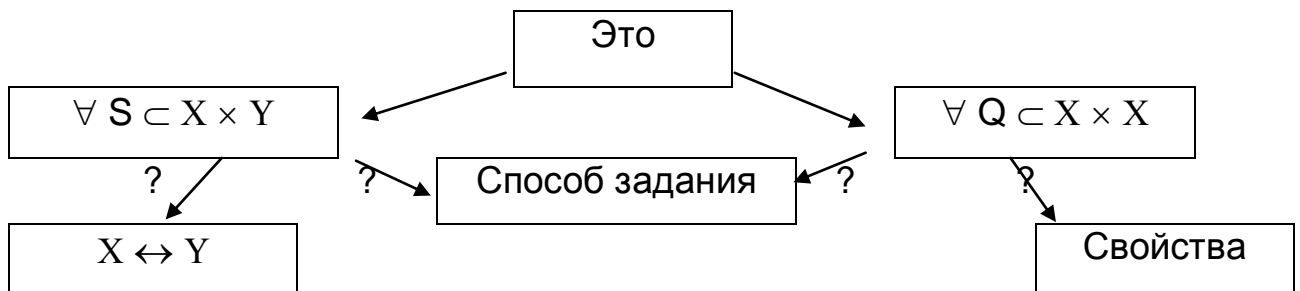 Это
∀ S ⊂ X × Y
∀ Q ⊂ X × X
? ? Способ задания ? ?
X ↔ Y
Свойства